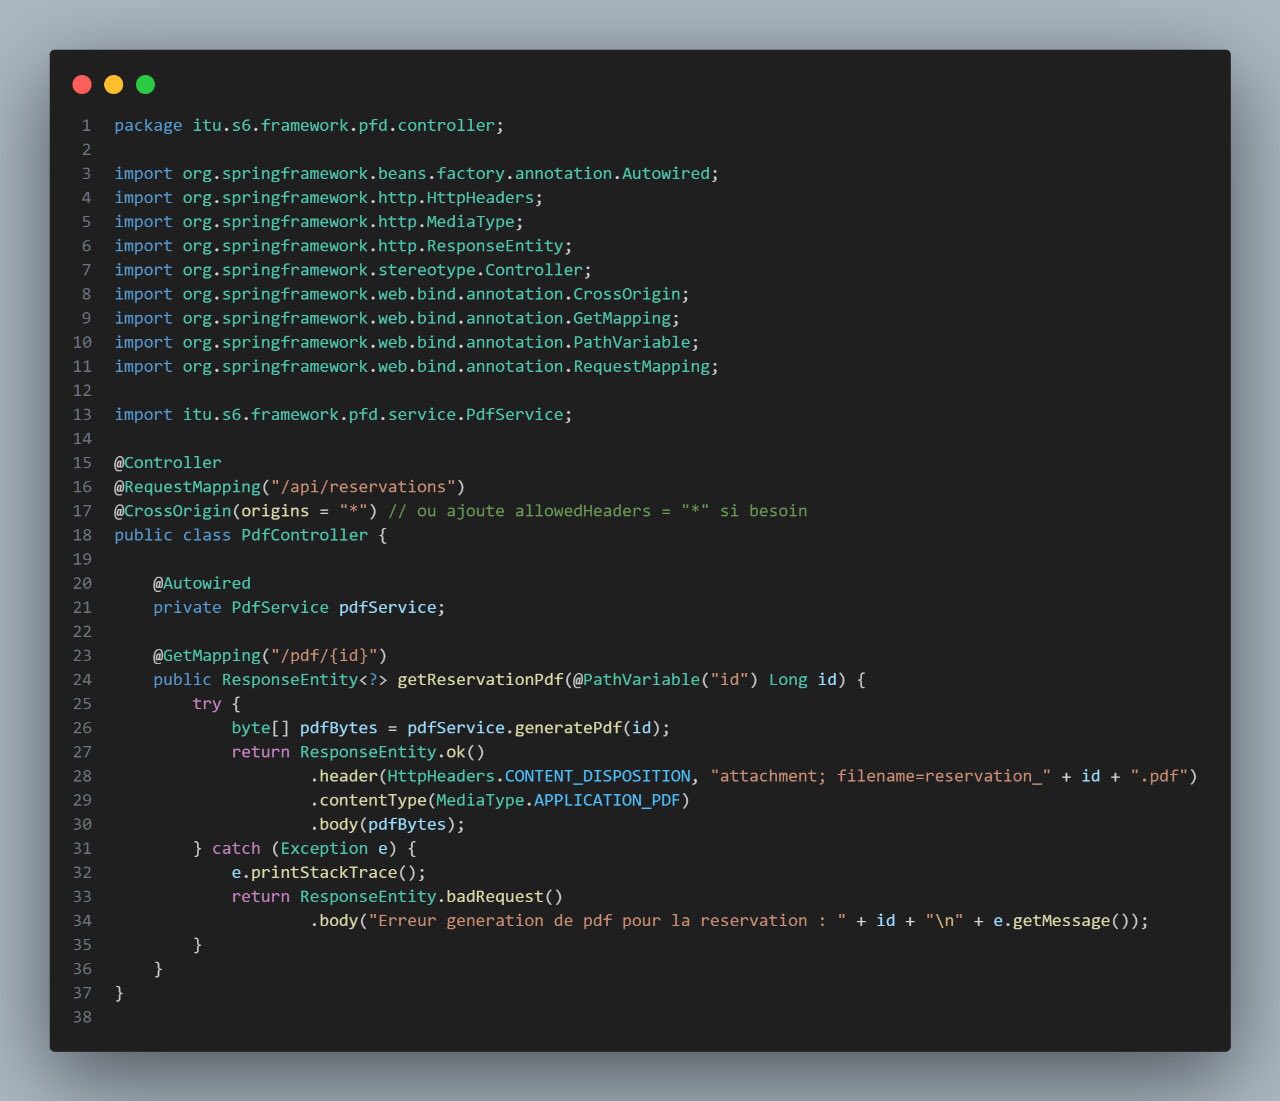 1 package itu.s6.framework.pfd.controller;
2
3 import org.springframework.beans.factory.annotation.Autowired;
4 import org.springframework.http.HttpHeaders;
5 import org.springframework.http.MediaType;
6 import org.springframework.http.ResponseEntity;
7 import org.springframework.stereotype.Controller;
8 import org.springframework.web.bind.annotation.CrossOrigin;
9 import org.springframework.web.bind.annotation.GetMapping;
10 import org.springframework.web.bind.annotation.PathVariable;
11 import org.springframework.web.bind.annotation.RequestMapping;
12
13 import itu.s6.framework.pfd.service.PdfService;
14
15 @Controller
16 @RequestMapping("/api/reservations")
17 @CrossOrigin(origins = "*") // ou ajoute allowedHeaders = "*" si besoin
18 public class PdfController {
19
20     @Autowired
21     private PdfService pdfService;
22
23     @GetMapping("/pdf/{id}")
24     public ResponseEntity<?> getReservationPdf(@PathVariable("id") Long id) {
25         try {
26             byte[] pdfBytes = pdfService.generatePdf(id);
27             return ResponseEntity.ok()
28                     .header(HttpHeaders.CONTENT_DISPOSITION, "attachment; filename=reservation_" + id + ".pdf")
29                     .contentType(MediaType.APPLICATION_PDF)
30                     .body(pdfBytes);
31         } catch (Exception e) {
32             e.printStackTrace();
33             return ResponseEntity.badRequest()
34                     .body("Erreur generation de pdf pour la reservation : " + id + "\n" + e.getMessage());
35         }
36     }
37 }
38